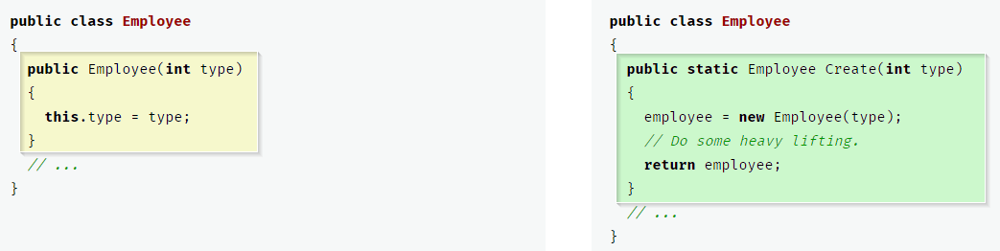 public class Employee
{
  public Employee(int type)
  {
    this.type = type;
  }
  // ...
}
public class Employee
{
  public static Employee Create(int type)
  {
    employee = new Employee(type);
    // Do some heavy lifting.
    return employee;
  }
  // ...
}